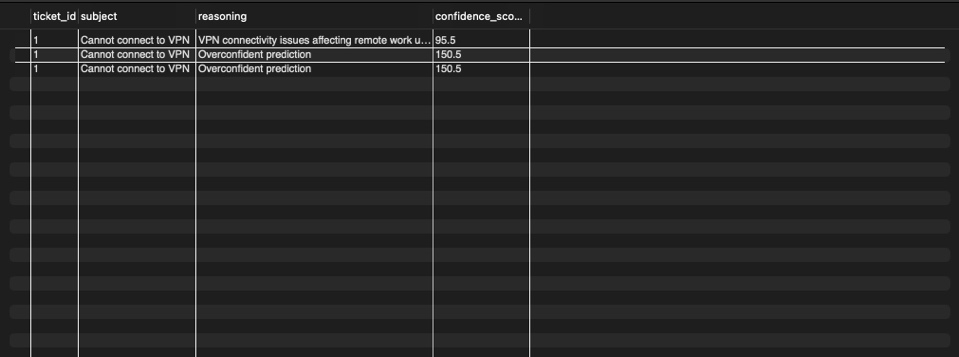 ticket_id subject reasoning confidence_sco...
1 Cannot connect to VPN VPN connectivity issues affecting remote work u... 95.5
1 Cannot connect to VPN Overconfident prediction 150.5
1 Cannot connect to VPN Overconfident prediction 150.5